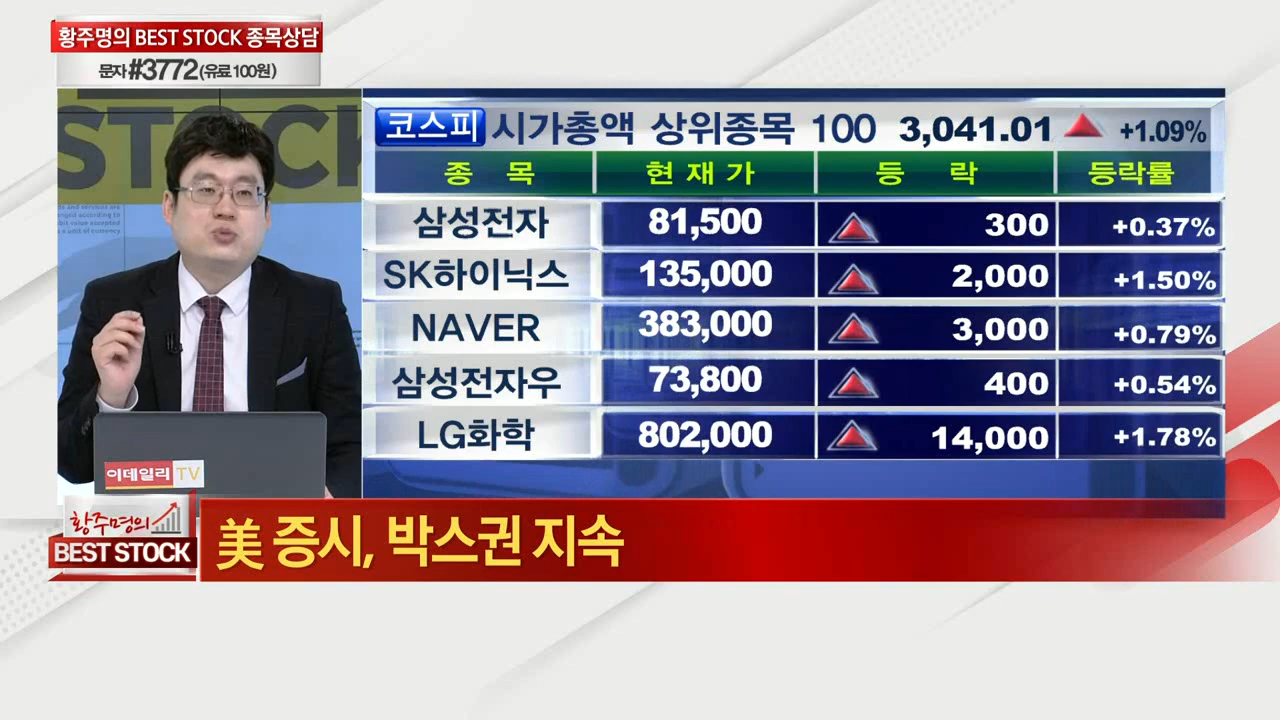 황주명의 BEST STOCK 종목상담
문자 #3772 (유료 100원)
STOCK
코스피 시가총액 상위종목 100 3,041.01 +1.09%
종 목 현 재 가 등 락 등락률
삼성전자 81,500 300 +0.37%
SK하이닉스 135,000 2,000 +1.50%
NAVER 383,000 3,000 +0.79%
삼성전자우 73,800 400 +0.54%
LG화학 802,000 14,000 +1.78%
이데일리 TV
황주명의
BEST STOCK
美 증시, 박스권 지속